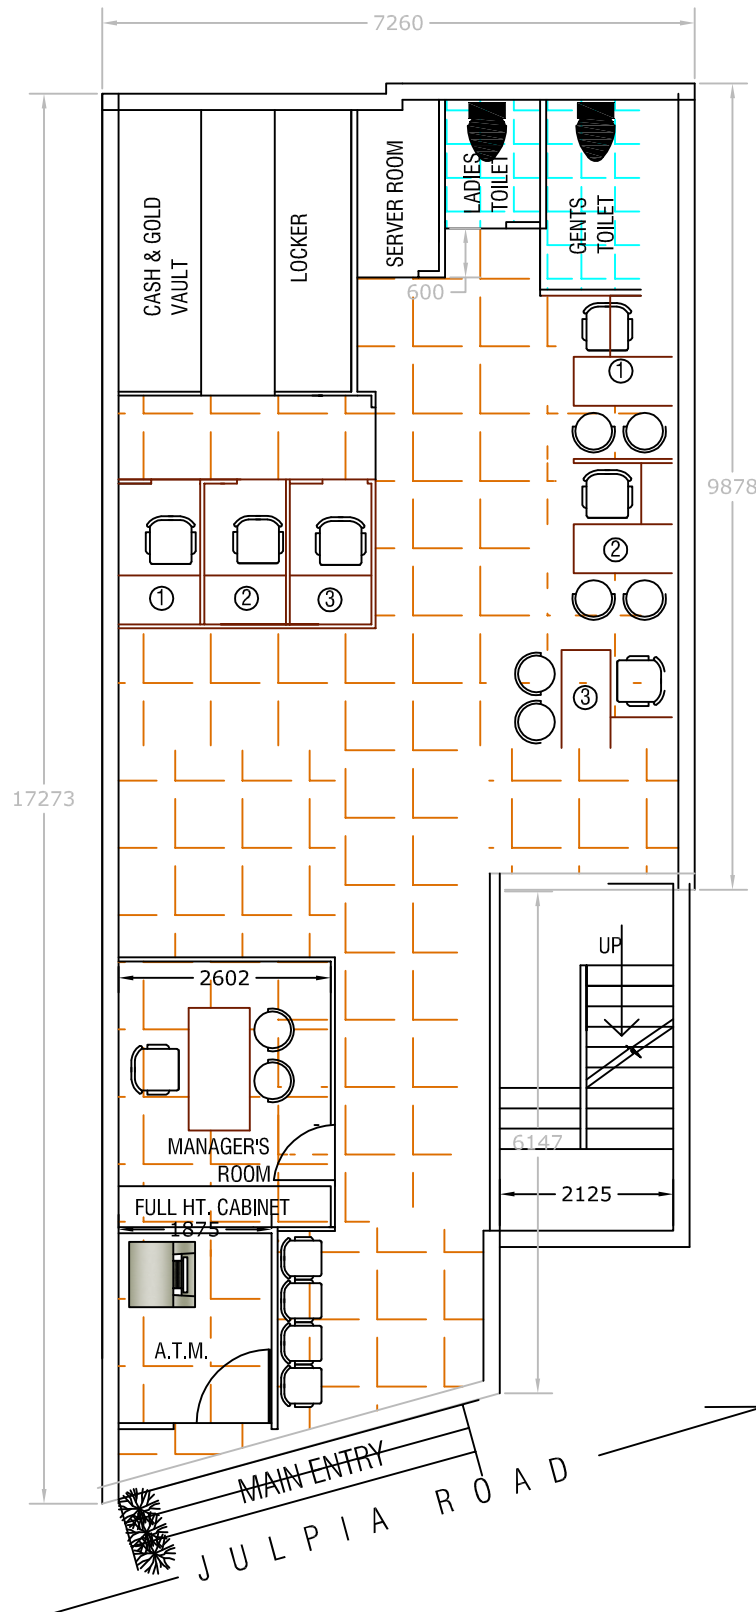 7260
CASH & GOLD
VAULT
LOCKER
SERVER ROOM
LADIES
TOILET
GENTS
TOILET
600
1
9878
2
1
2
3
3
17273
UP
2602
MANAGER'S
ROOM
6147
2125
FULL HT. CABINET
1875
A.T.M.
MAIN ENTRY
JULPIA ROAD